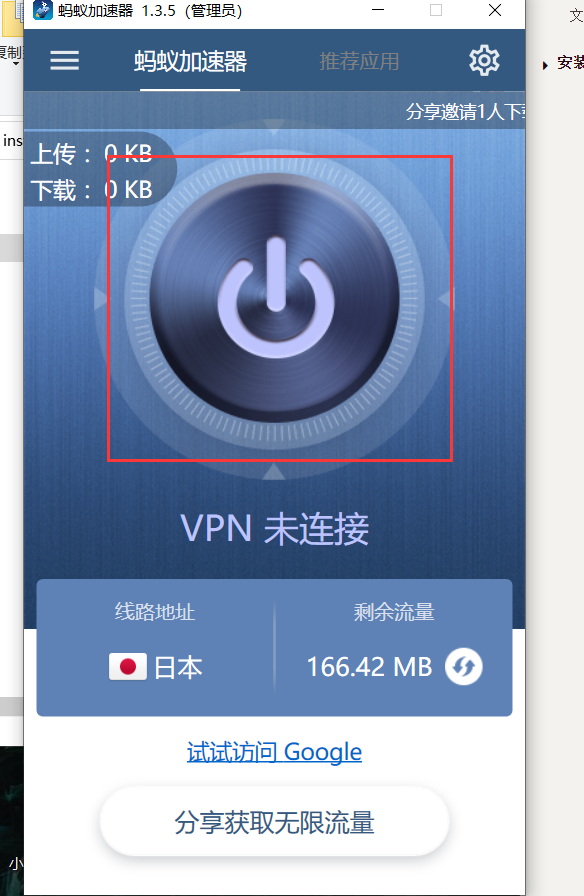 蚂蚁加速器 1.3.5（管理员）
文
蚂蚁加速器
推荐应用
安装
ins
分享邀请1人下
上传： 0 KB
下载： 0 KB
VPN 未连接
线路地址
剩余流量
日本
166.42 MB
试试访问 Google
分享获取无限流量
小